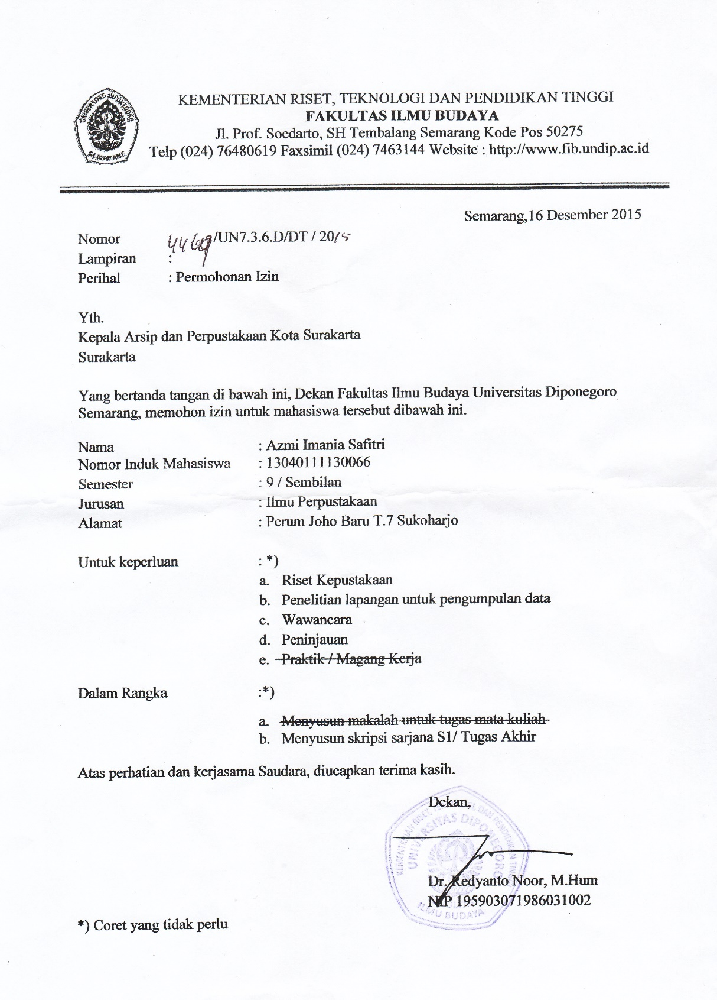 UNIVERSITAS DIPONEGORO
SEMARANG
KEMENTERIAN RISET, TEKNOLOGI DAN PENDIDIKAN TINGGI
FAKULTAS ILMU BUDAYA
Jl. Prof. Soedarto, SH Tembalang Semarang Kode Pos 50275
Telp (024) 76480619 Faxsimil (024) 7463144 Website : http://www.fib.undip.ac.id
Semarang,16 Desember 2015
Nomor /UN7.3.6.D/DT / 2015
Lampiran :
Perihal : Permohonan Izin
Yth.
Kepala Arsip dan Perpustakaan Kota Surakarta
Surakarta
Yang bertanda tangan di bawah ini, Dekan Fakultas Ilmu Budaya Universitas Diponegoro
Semarang, memohon izin untuk mahasiswa tersebut dibawah ini.
Nama : Azmi Imania Safitri
Nomor Induk Mahasiswa : 13040111130066
Semester : 9 / Sembilan
Jurusan : Ilmu Perpustakaan
Alamat : Perum Joho Baru T.7 Sukoharjo
Untuk keperluan : *)
a. Riset Kepustakaan
b. Penelitian lapangan untuk pengumpulan data
c. Wawancara
d. Peninjauan
e. Praktik / Magang Kerja
Dalam Rangka :*)
a. Menyusun makalah untuk tugas mata kuliah
b. Menyusun skripsi sarjana S1/ Tugas Akhir
Atas perhatian dan kerjasama Saudara, diucapkan terima kasih.
Dekan,
KEMENTERIAN RISET, DAN PENDIDIKAN TINGGI
UNIVERSITAS DIPONEGORO
ILMU BUDAYA
Dr. Redyanto Noor, M.Hum
NIP 195903071986031002
*) Coret yang tidak perlu